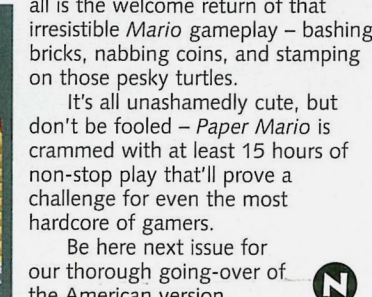 all is the welcome return of that
irresistible Mario gameplay – bashing
bricks, nabbing coins, and stamping
on those pesky turtles.
It's all unashamedly cute, but
don't be fooled – Paper Mario is
crammed with at least 15 hours of
non-stop play that'll prove a
challenge for even the most
hardcore of gamers.
Be here next issue for
our thorough going-over of
the American version
N